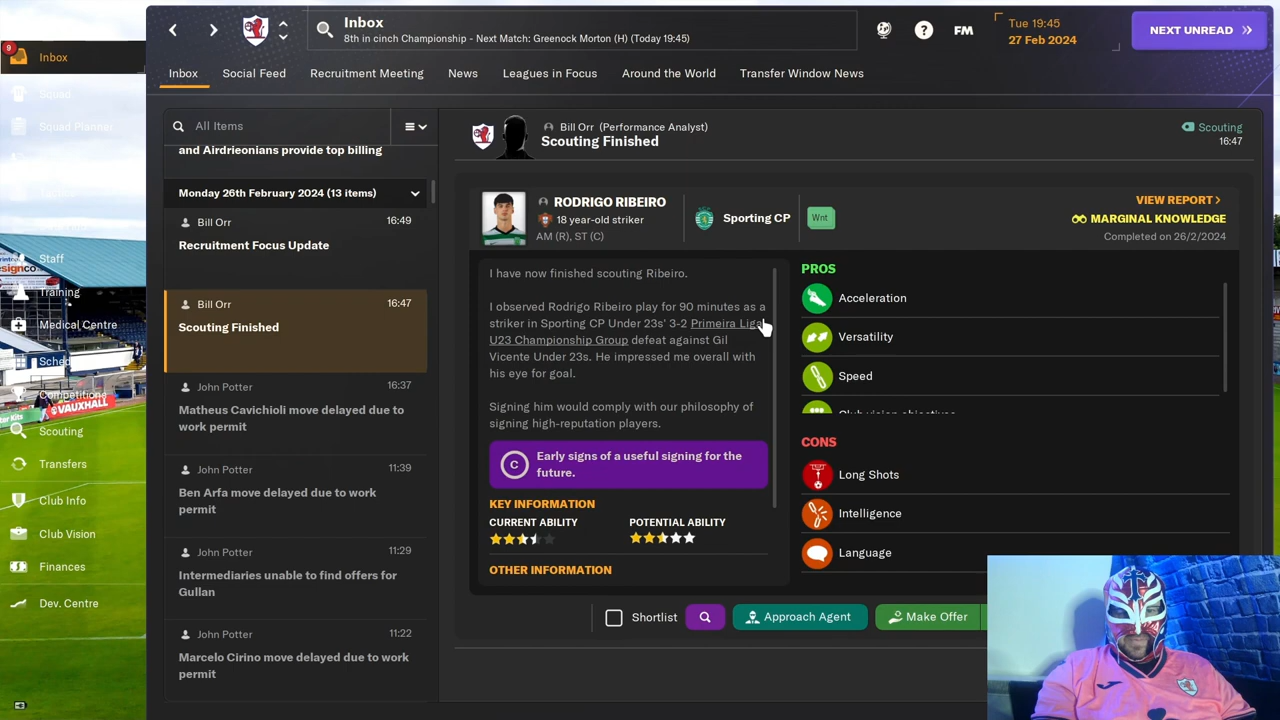 9
Inbox
Squad
Squad Planner
Staff
Training
Medical Centre
Competitions
Scouting
Transfers
Club Info
Club Vision
Finances
Dev. Centre
VAUXHALL
Inbox
8th in cinch Championship - Next Match: Greenock Morton (H) (Today 19:45)
?
FM
Tue 19:45
27 Feb 2024
NEXT UNREAD
Inbox
Social Feed
Recruitment Meeting
News
Leagues in Focus
Around the World
Transfer Window News
All Items
and Airdrieonians provide top billing
Monday 26th February 2024 (13 items)
Bill Orr
16:49
Recruitment Focus Update
Bill Orr
16:47
Scouting Finished
John Potter
16:37
Matheus Cavichioli move delayed due to
work permit
John Potter
11:39
Ben Arfa move delayed due to work
permit
John Potter
11:29
Intermediaries unable to find offers for
Gullan
John Potter
11:22
Marcelo Cirino move delayed due to work
permit
Bill Orr (Performance Analyst)
Scouting Finished
Scouting
16:47
RODRIGO RIBEIRO
18 year-old striker
AM (R), ST (C)
Sporting CP
Wnt
VIEW REPORT >
MARGINAL KNOWLEDGE
Completed on 26/2/2024
I have now finished scouting Ribeiro.
I observed Rodrigo Ribeiro play for 90 minutes as a
striker in Sporting CP Under 23s' 3-2 Primeira Liga
U23 Championship Group defeat against Gil
Vicente Under 23s. He impressed me overall with
his eye for goal.
Signing him would comply with our philosophy of
signing high-reputation players.
C
Early signs of a useful signing for the
future.
KEY INFORMATION
CURRENT ABILITY
POTENTIAL ABILITY
OTHER INFORMATION
PROS
Acceleration
Versatility
Speed
Club vision objectives
CONS
Long Shots
Intelligence
Language
Shortlist
Approach Agent
Make Offer